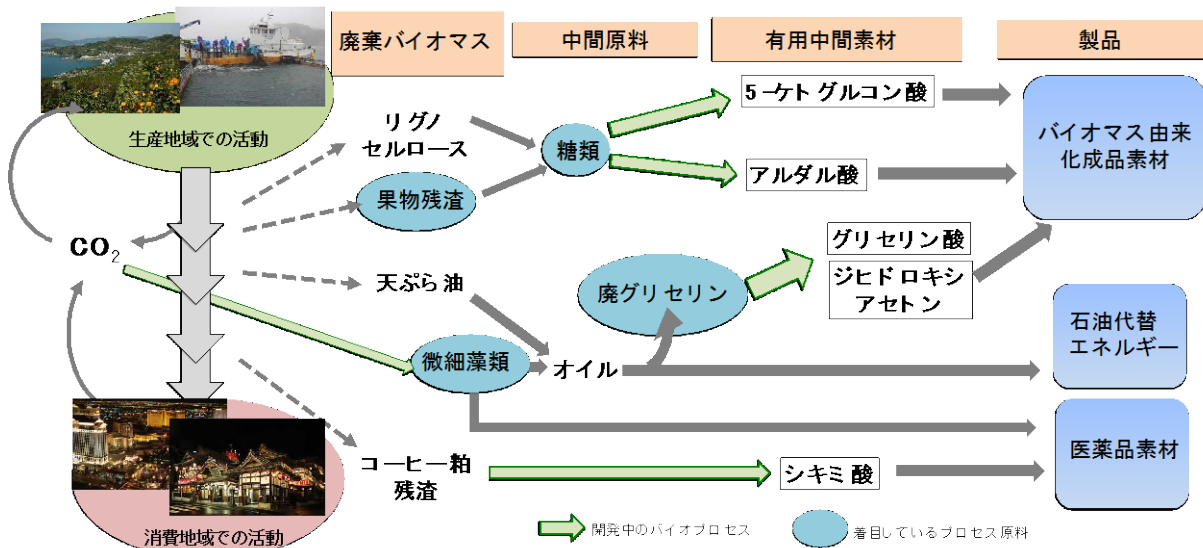 廃棄バイオマス
中間原料
有用中間素材
製品
生産地域での活動
リグノ
セルロース
果物残渣
糖類
5-ケトグルコン酸
アルダル酸
バイオマス由来
化成品素材
CO₂
天ぷら油
微細藻類
オイル
廃グリセリン
グリセリン酸
ジヒドロキシ
アセトン
石油代替
エネルギー
コーヒー粕
残渣
シキミ酸
医薬品素材
消費地域での活動
開発中のバイオプロセス
着目しているプロセス原料